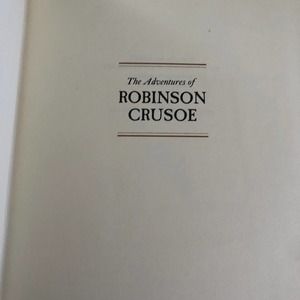 The Adventures of
ROBINSON
CRUSOE